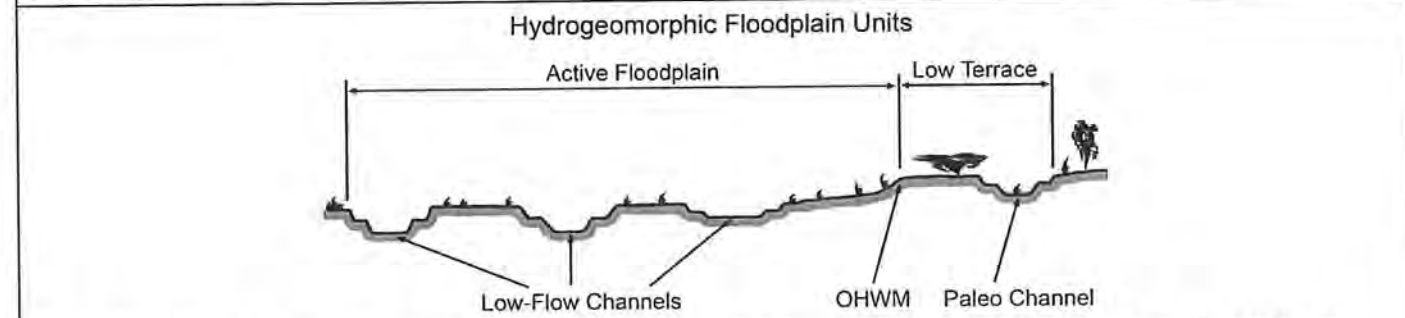 Hydrogeomorphic Floodplain Units
Active Floodplain
Low Terrace
Low-Flow Channels
OHWM
Paleo Channel